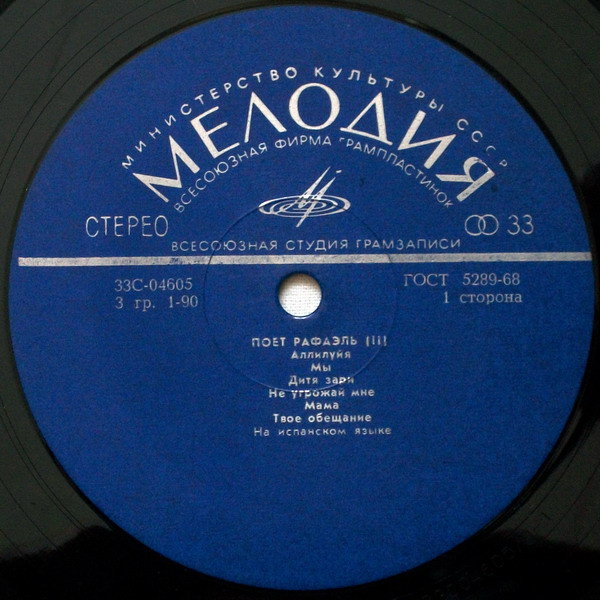 МИНИСТЕРСТВО КУЛЬТУРЫ СССР
МЕЛОДИЯ
ВСЕСОЮЗНАЯ ФИРМА ГРАМПЛАСТИНОК
СТЕРЕО
33
ВСЕСОЮЗНАЯ СТУДИЯ ГРАМЗАПИСИ
33С-04605
ГОСТ 5289-68
3 гр. 1-90
1 сторона
ПОЕТ РАФАЭЛЬ (III)
Аллилуйя
Мы
Дитя зари
Не угрожай мне
Мама
Твое обещание
На испанском языке